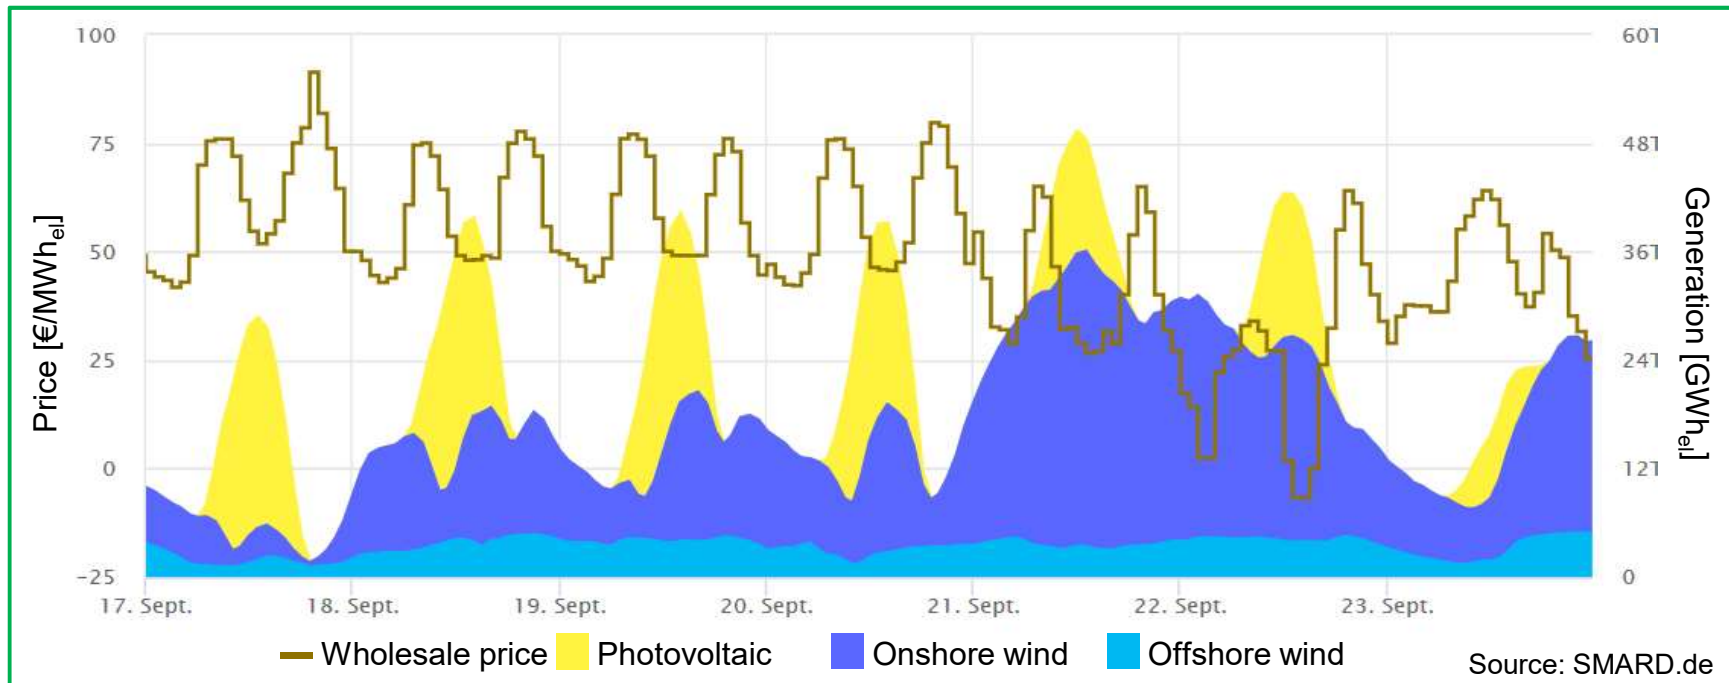 100
75
50
25
0
−25
Price [€/MWhel]
601
481
361
241
121
0
Generation [GWhel]
17. Sept.
18. Sept.
19. Sept.
20. Sept.
21. Sept.
22. Sept.
23. Sept.
Wholesale price
Photovoltaic
Onshore wind
Offshore wind
Source: SMARD.de